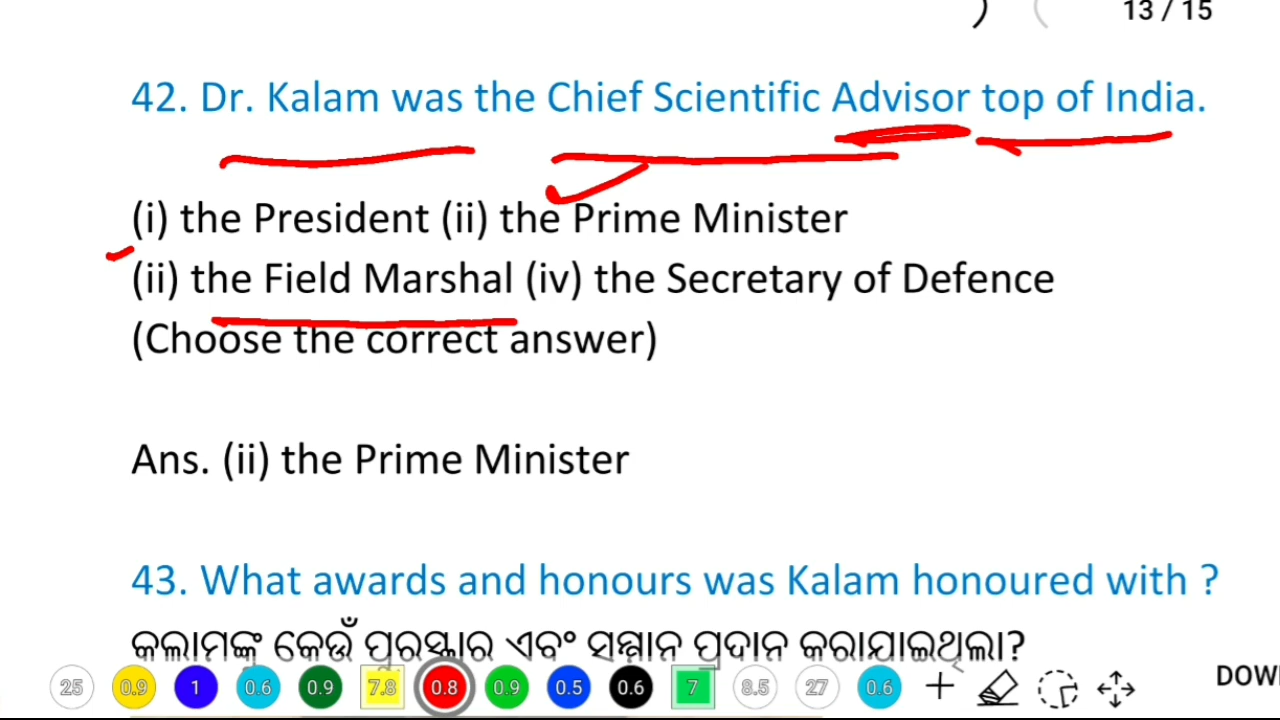 13 / 15
42. Dr. Kalam was the Chief Scientific Advisor top of India.
(i) the President (ii) the Prime Minister
(ii) the Field Marshal (iv) the Secretary of Defence
(Choose the correct answer)
Ans. (ii) the Prime Minister
43. What awards and honours was Kalam honoured with ?
କଲାମଙ୍କୁ କେଉଁ ପୁରସ୍କାର ଏବଂ ସମ୍ମାନ ପ୍ରଦାନ କରାଯାଇଥିଲା?
25 0.9 1 0.6 0.9 7.8 0.8 0.9 0.5 0.6 7 8.5 27 0.6
DOW